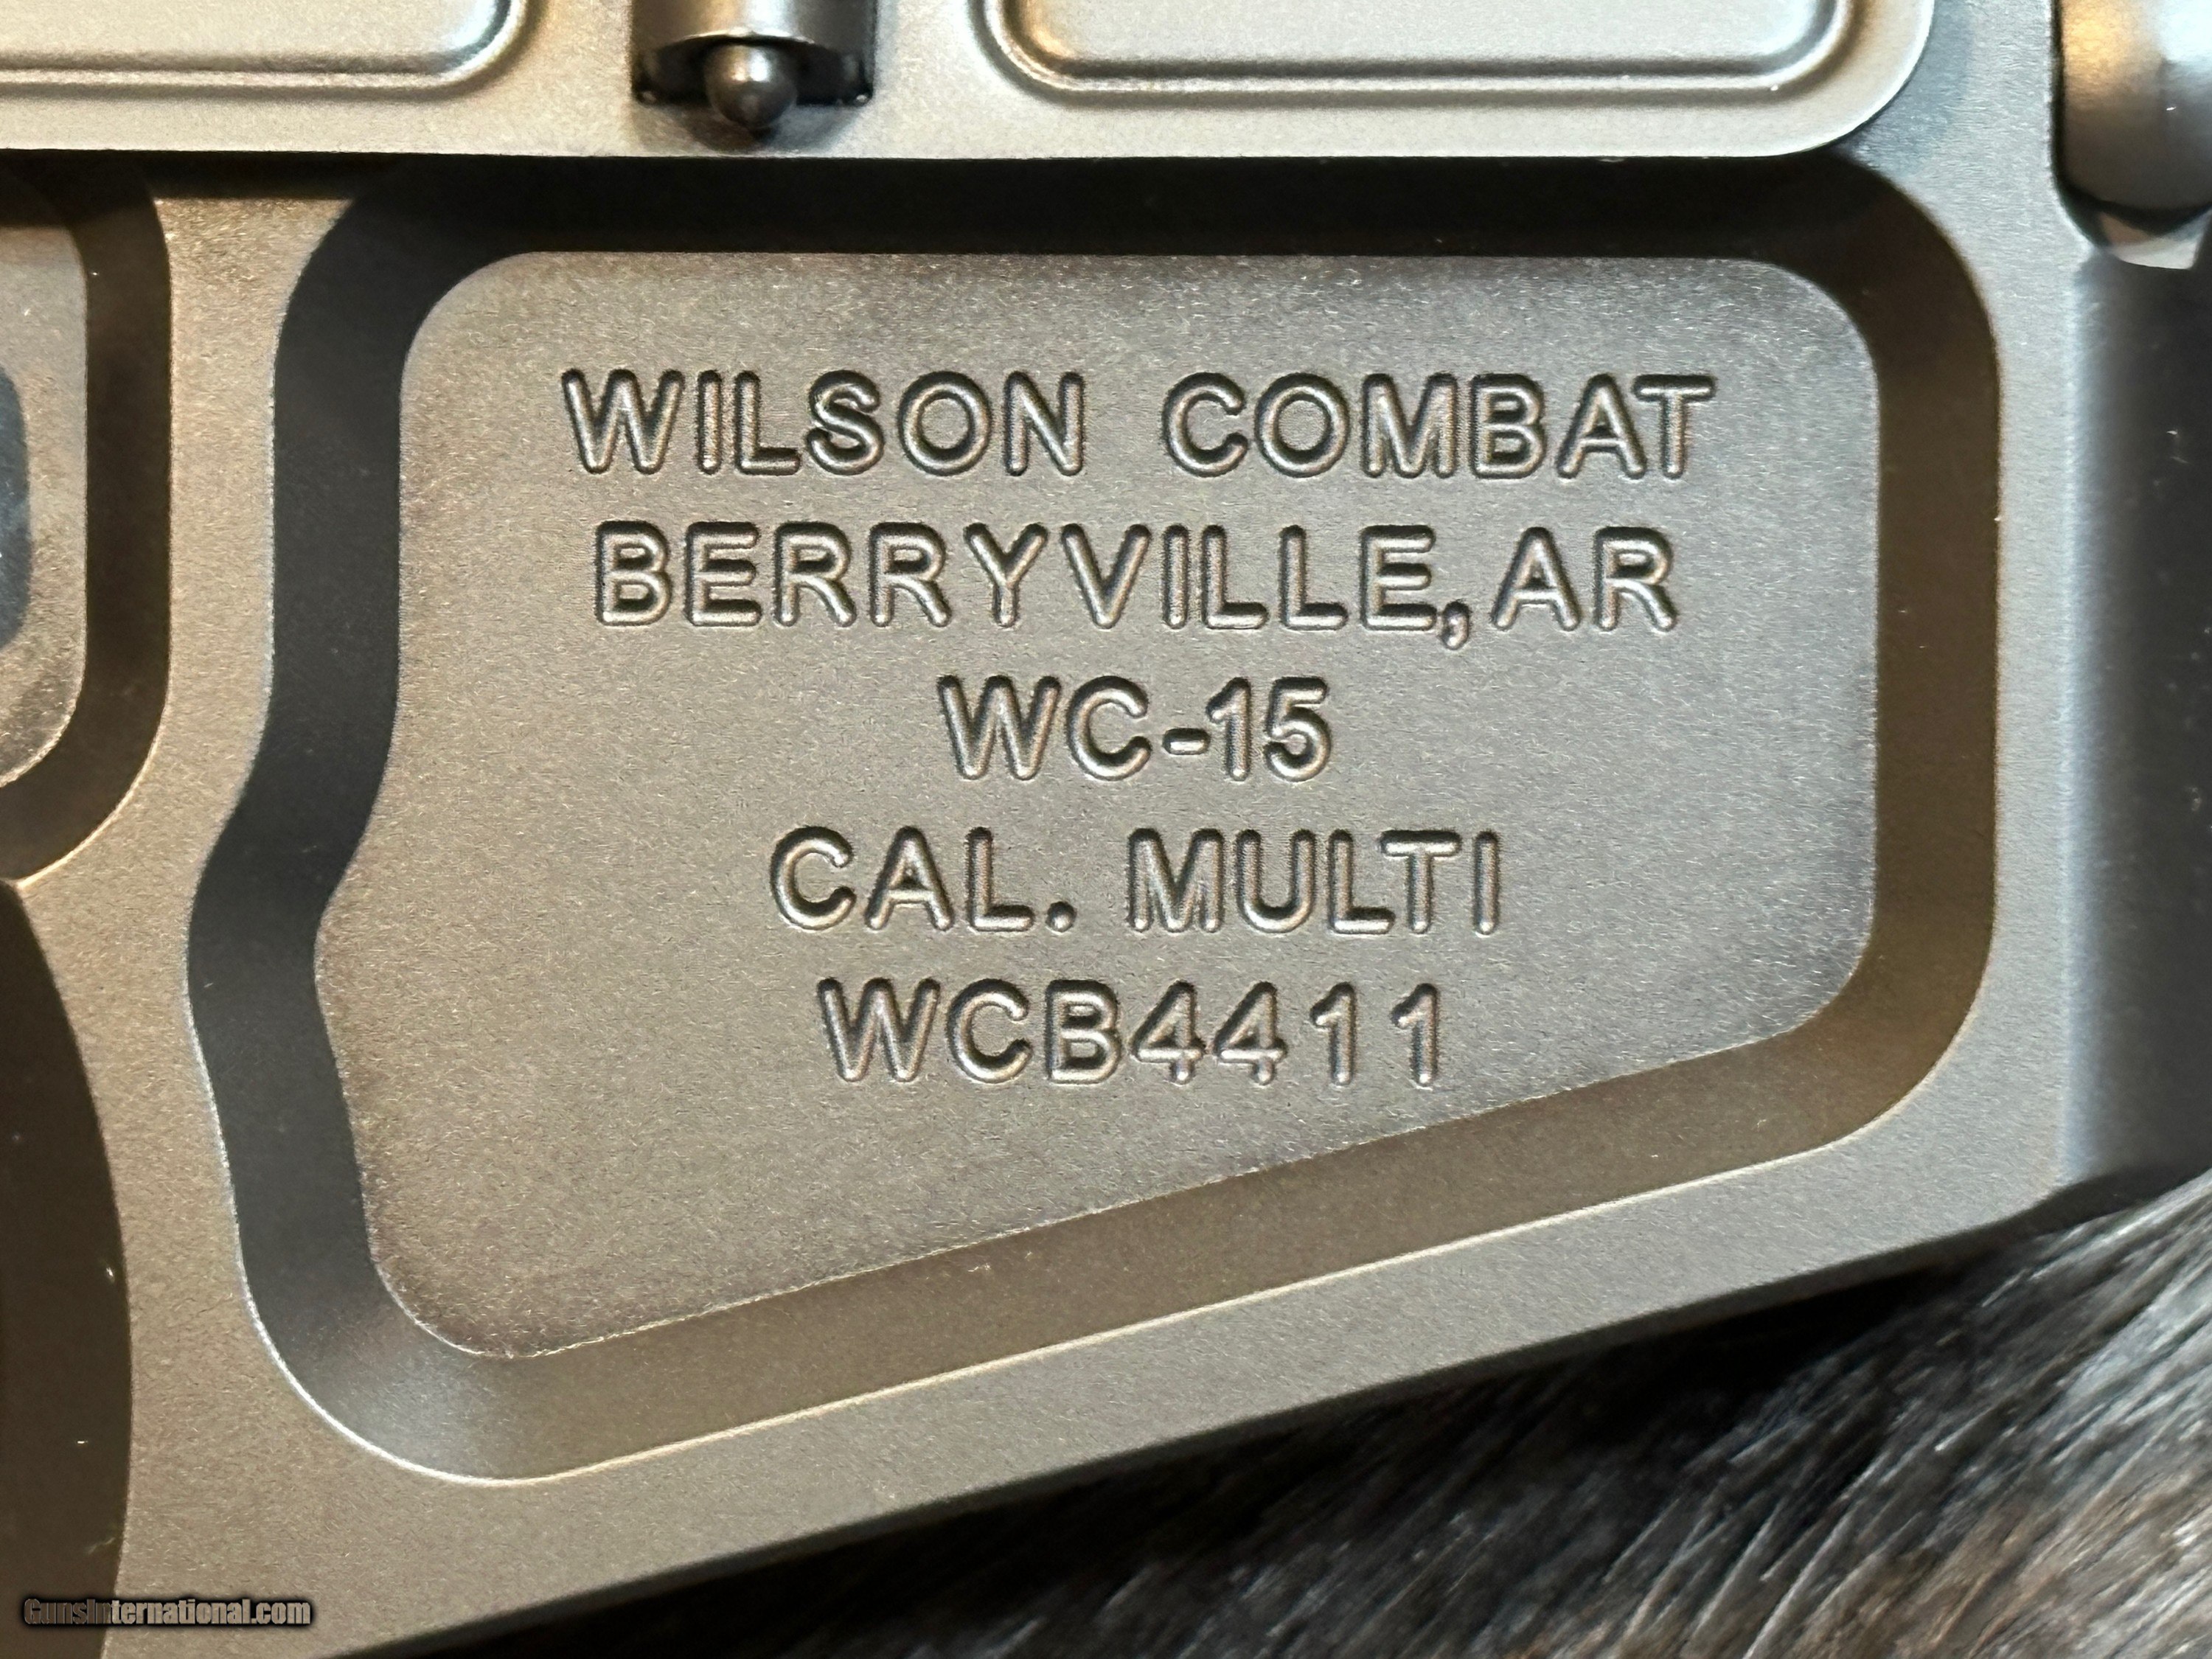 WILSON COMBAT
BERRYVILLE, AR
WC-15
CAL. MULTI
WCB4411
GunsInternational.com